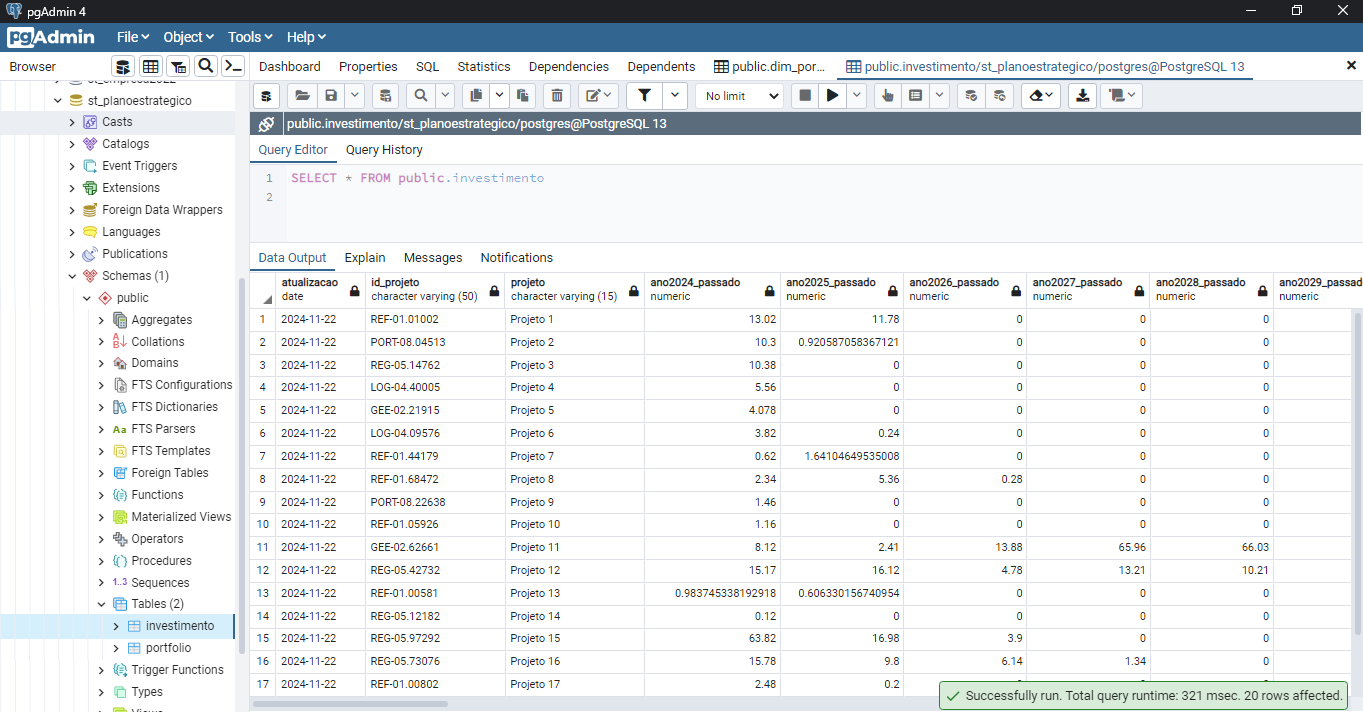 pgAdmin 4
pgAdmin File Object Tools Help
Browser
Dashboard Properties SQL Statistics Dependencies Dependents public.dim_por... public.investimento/st_planoestrategico/postgres@PostgreSQL 13
No limit
st_planoestrategico
Casts
Catalogs
Event Triggers
Extensions
Foreign Data Wrappers
Languages
Publications
Schemas (1)
public
Aggregates
Collations
Domains
FTS Configurations
FTS Dictionaries
Aa FTS Parsers
FTS Templates
Foreign Tables
Functions
Materialized Views
Operators
Procedures
1..3 Sequences
Tables (2)
investimento
portfolio
Trigger Functions
Types
Views
public.investimento/st_planoestrategico/postgres@PostgreSQL 13
Query Editor Query History
1 SELECT * FROM public.investimento
2
Data Output Explain Messages Notifications
atualizacao id_projeto projeto ano2024_passado ano2025_passado ano2026_passado ano2027_passado ano2028_passado ano2029_passad
date character varying (50) character varying (15) numeric numeric numeric numeric numeric numeric
1 2024-11-22 REF-01.01002 Projeto 1 13.02 11.78 0 0 0
2 2024-11-22 PORT-08.04513 Projeto 2 10.3 0.920587058367121 0 0 0
3 2024-11-22 REG-05.14762 Projeto 3 10.38 0 0 0 0
4 2024-11-22 LOG-04.40005 Projeto 4 5.56 0 0 0 0
5 2024-11-22 GEE-02.21915 Projeto 5 4.078 0 0 0 0
6 2024-11-22 LOG-04.09576 Projeto 6 3.82 0.24 0 0 0
7 2024-11-22 REF-01.44179 Projeto 7 0.62 1.64104649535008 0 0 0
8 2024-11-22 REF-01.68472 Projeto 8 2.34 5.36 0.28 0 0
9 2024-11-22 PORT-08.22638 Projeto 9 1.46 0 0 0 0
10 2024-11-22 REF-01.05926 Projeto 10 1.16 0 0 0 0
11 2024-11-22 GEE-02.62661 Projeto 11 8.12 2.41 13.88 65.96 66.03
12 2024-11-22 REG-05.42732 Projeto 12 15.17 16.12 4.78 13.21 10.21
13 2024-11-22 REF-01.00581 Projeto 13 0.983745338192918 0.606330156740954 0 0 0
14 2024-11-22 REG-05.12182 Projeto 14 0.12 0 0 0 0
15 2024-11-22 REG-05.97292 Projeto 15 63.82 16.98 3.9 0 0
16 2024-11-22 REG-05.73076 Projeto 16 15.78 9.8 6.14 1.34 0
17 2024-11-22 REF-01.00802 Projeto 17 2.48 0.2
Successfully run. Total query runtime: 321 msec. 20 rows affected.